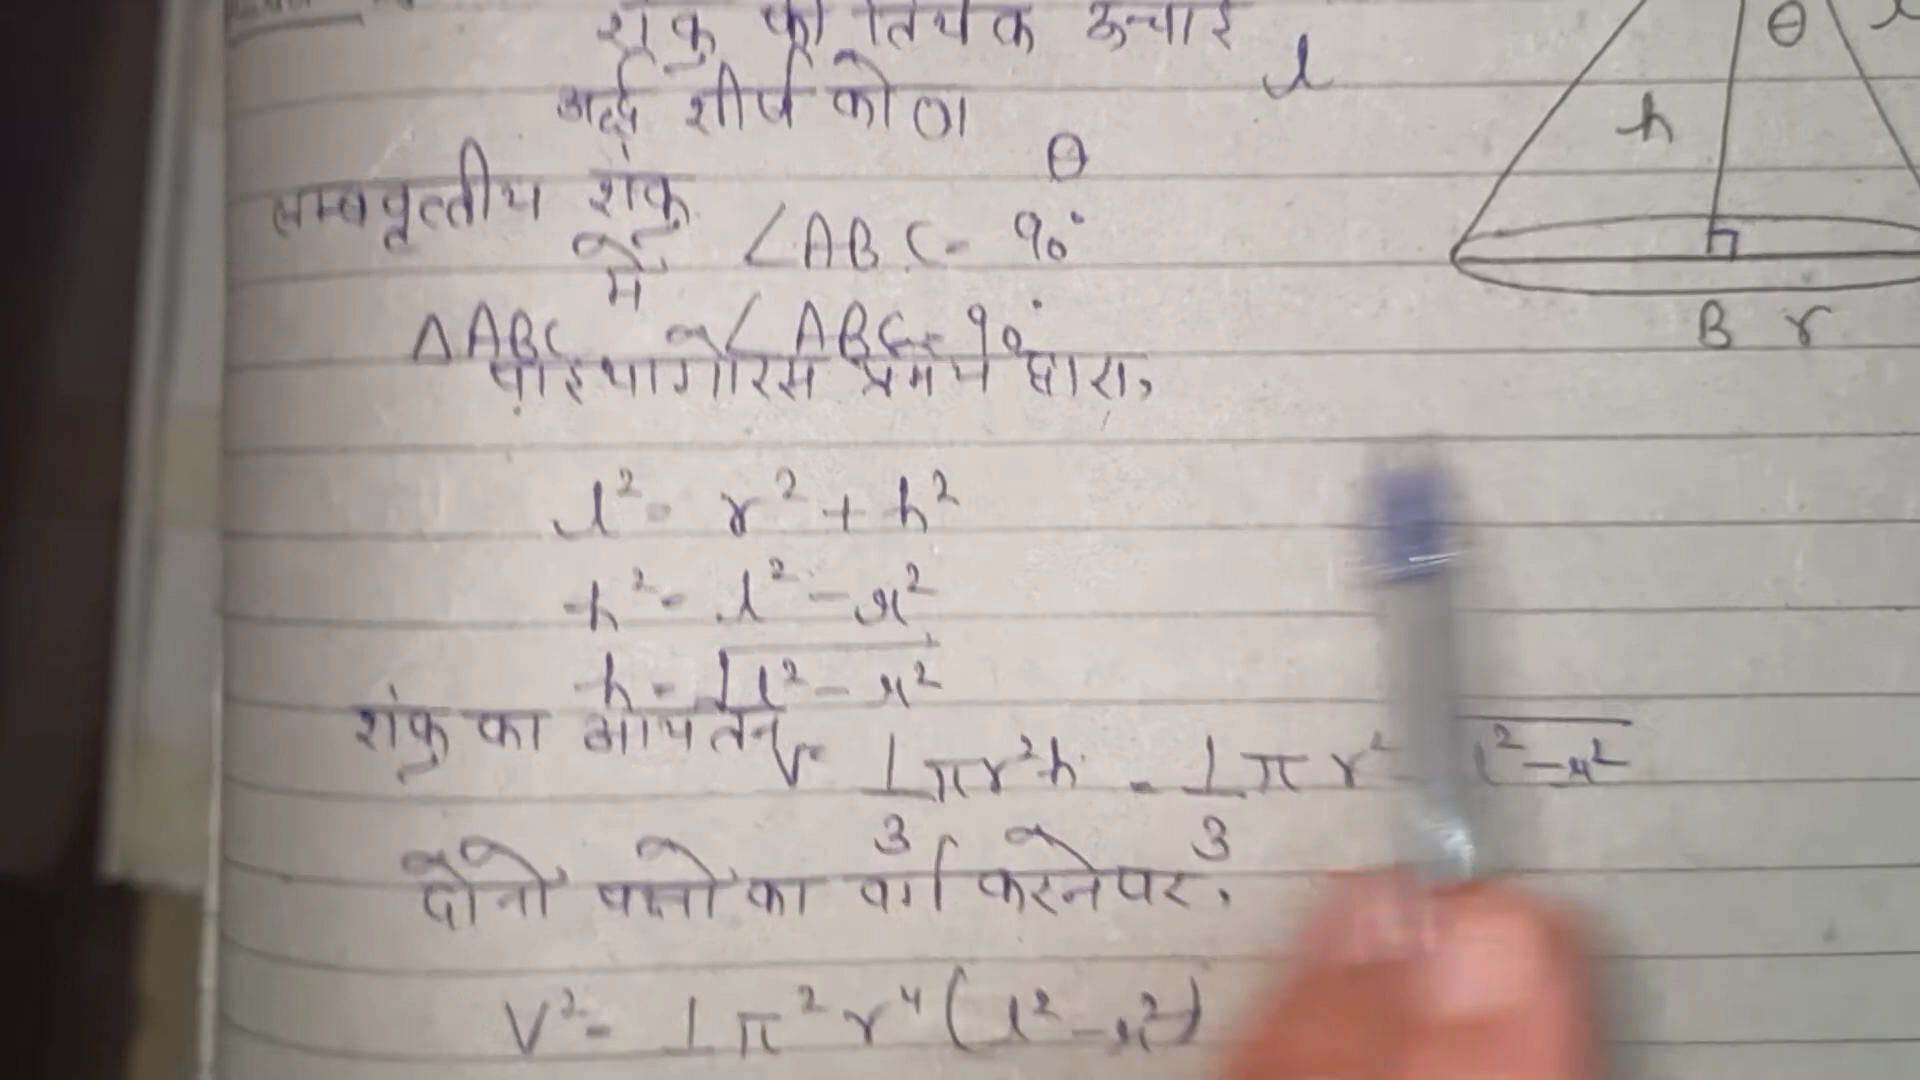 शंकु की तिर्यक ऊन्चाई l
अर्द्ध शीर्ष कोण θ
लम्बवृत्तीय शंकु में ∠ABC = 90°
ΔABC में ∠ABC = 90°
पाइथागोरस प्रमेय द्वारा,
l² = r² + h²
h² = l² - r²
h = √l² - r²
शंकु का आयतन V = 1/3 πr²h = 1/3 πr² l² - r²
दोनो पक्षो का वर्ग करने पर,
V² = 1 π² r⁴ (l² - r²)
θ
h
B r